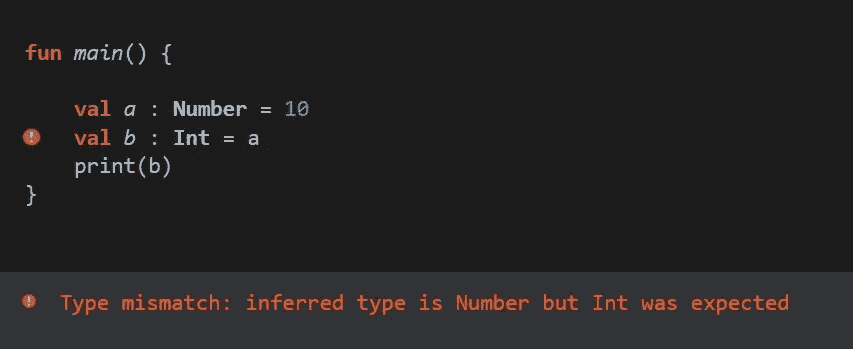 fun main() {
val a : Number = 10
val b : Int = a
print(b)
}
Type mismatch: inferred type is Number but Int was expected